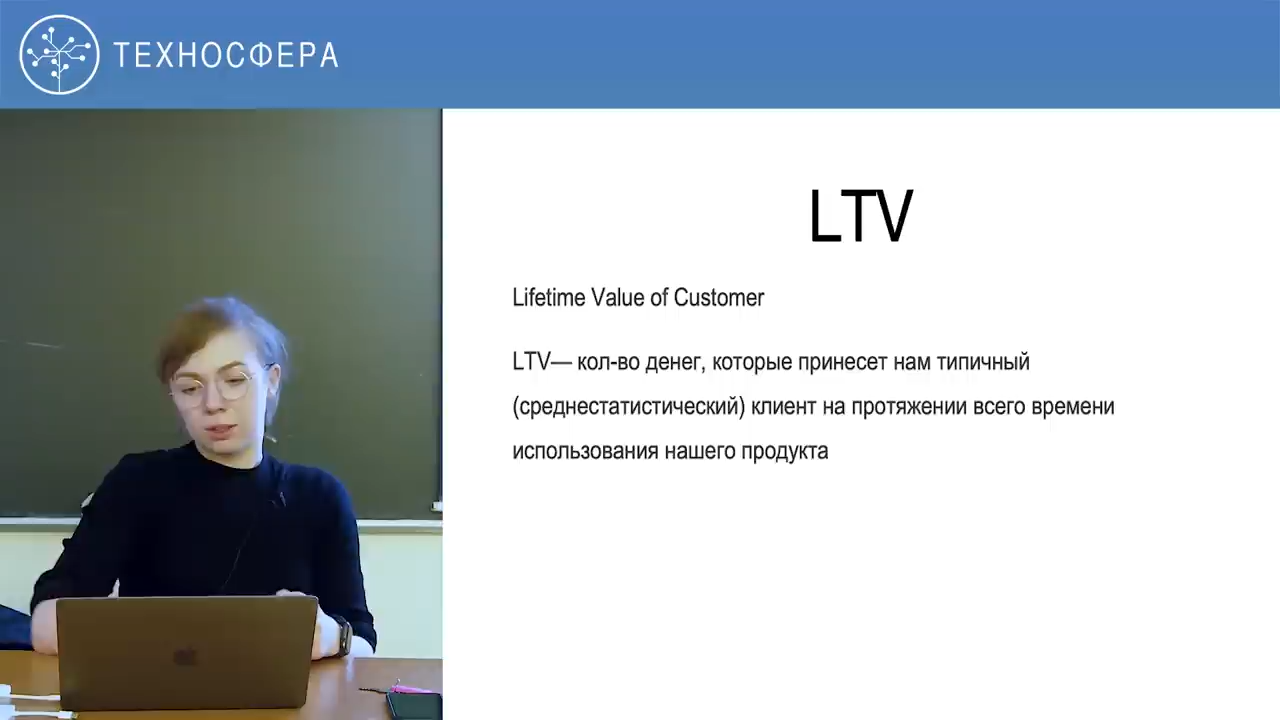 ТЕХНОСФЕРА
LTV
Lifetime Value of Customer
LTV— кол-во денег, которые принесет нам типичный
(среднестатистический) клиент на протяжении всего времени
использования нашего продукта